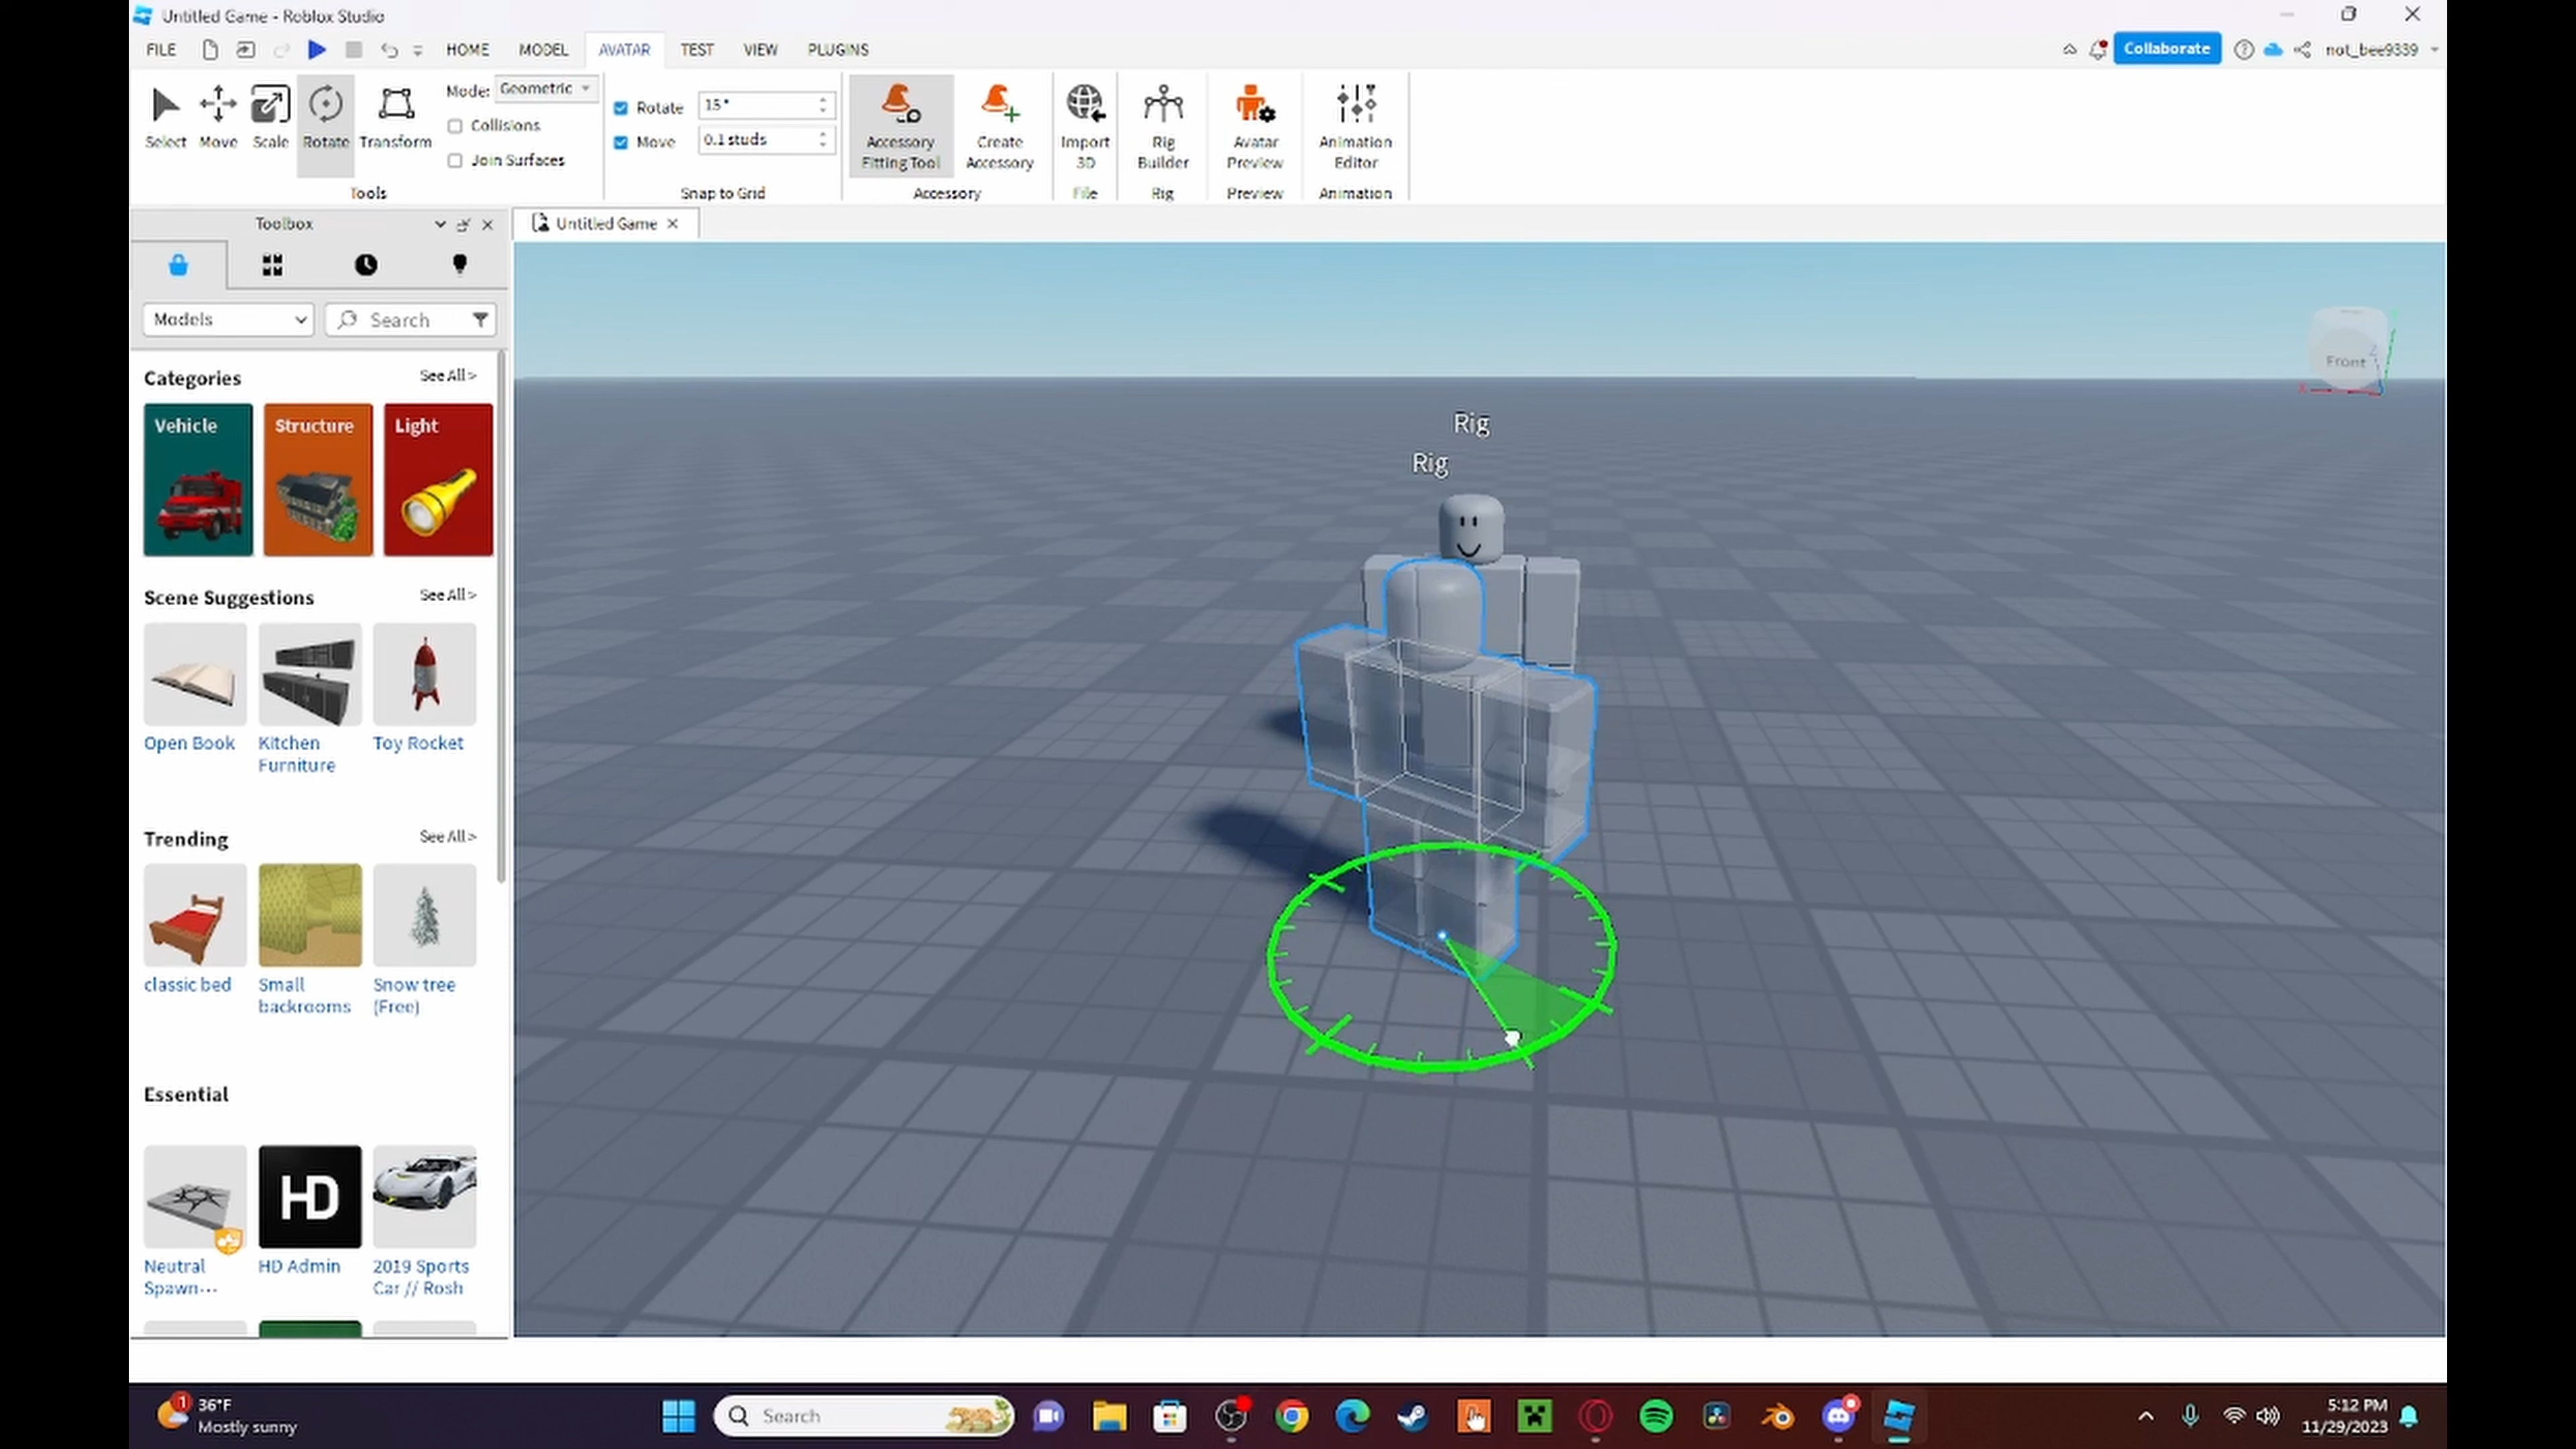 Untitled Game - Roblox Studio
FILE HOME MODEL AVATAR TEST VIEW PLUGINS Collaborate not_bee9339
Select Move Scale Rotate Transform
Mode: Geometric
Collisions
Join Surfaces
Tools
Rotate 15°
Move 0.1 studs
Snap to Grid
Accessory
Fitting Tool
Create
Accessory
Accessory
Import
3D
File
Rig
Builder
Rig
Avatar
Preview
Preview
Animation
Editor
Animation
Toolbox
Untitled Game
Models
Search
Categories See All >
Vehicle Structure Light
Scene Suggestions See All >
Open Book
Kitchen
Furniture
Toy Rocket
Trending See All >
classic bed
Small
backrooms
Snow tree
(Free)
Essential
HD
Neutral
Spawn...
HD Admin
2019 Sports
Car // Rosh
Rig
Rig
Front
X
Z
1
36°F
Mostly sunny
Search
5:12 PM
11/29/2023